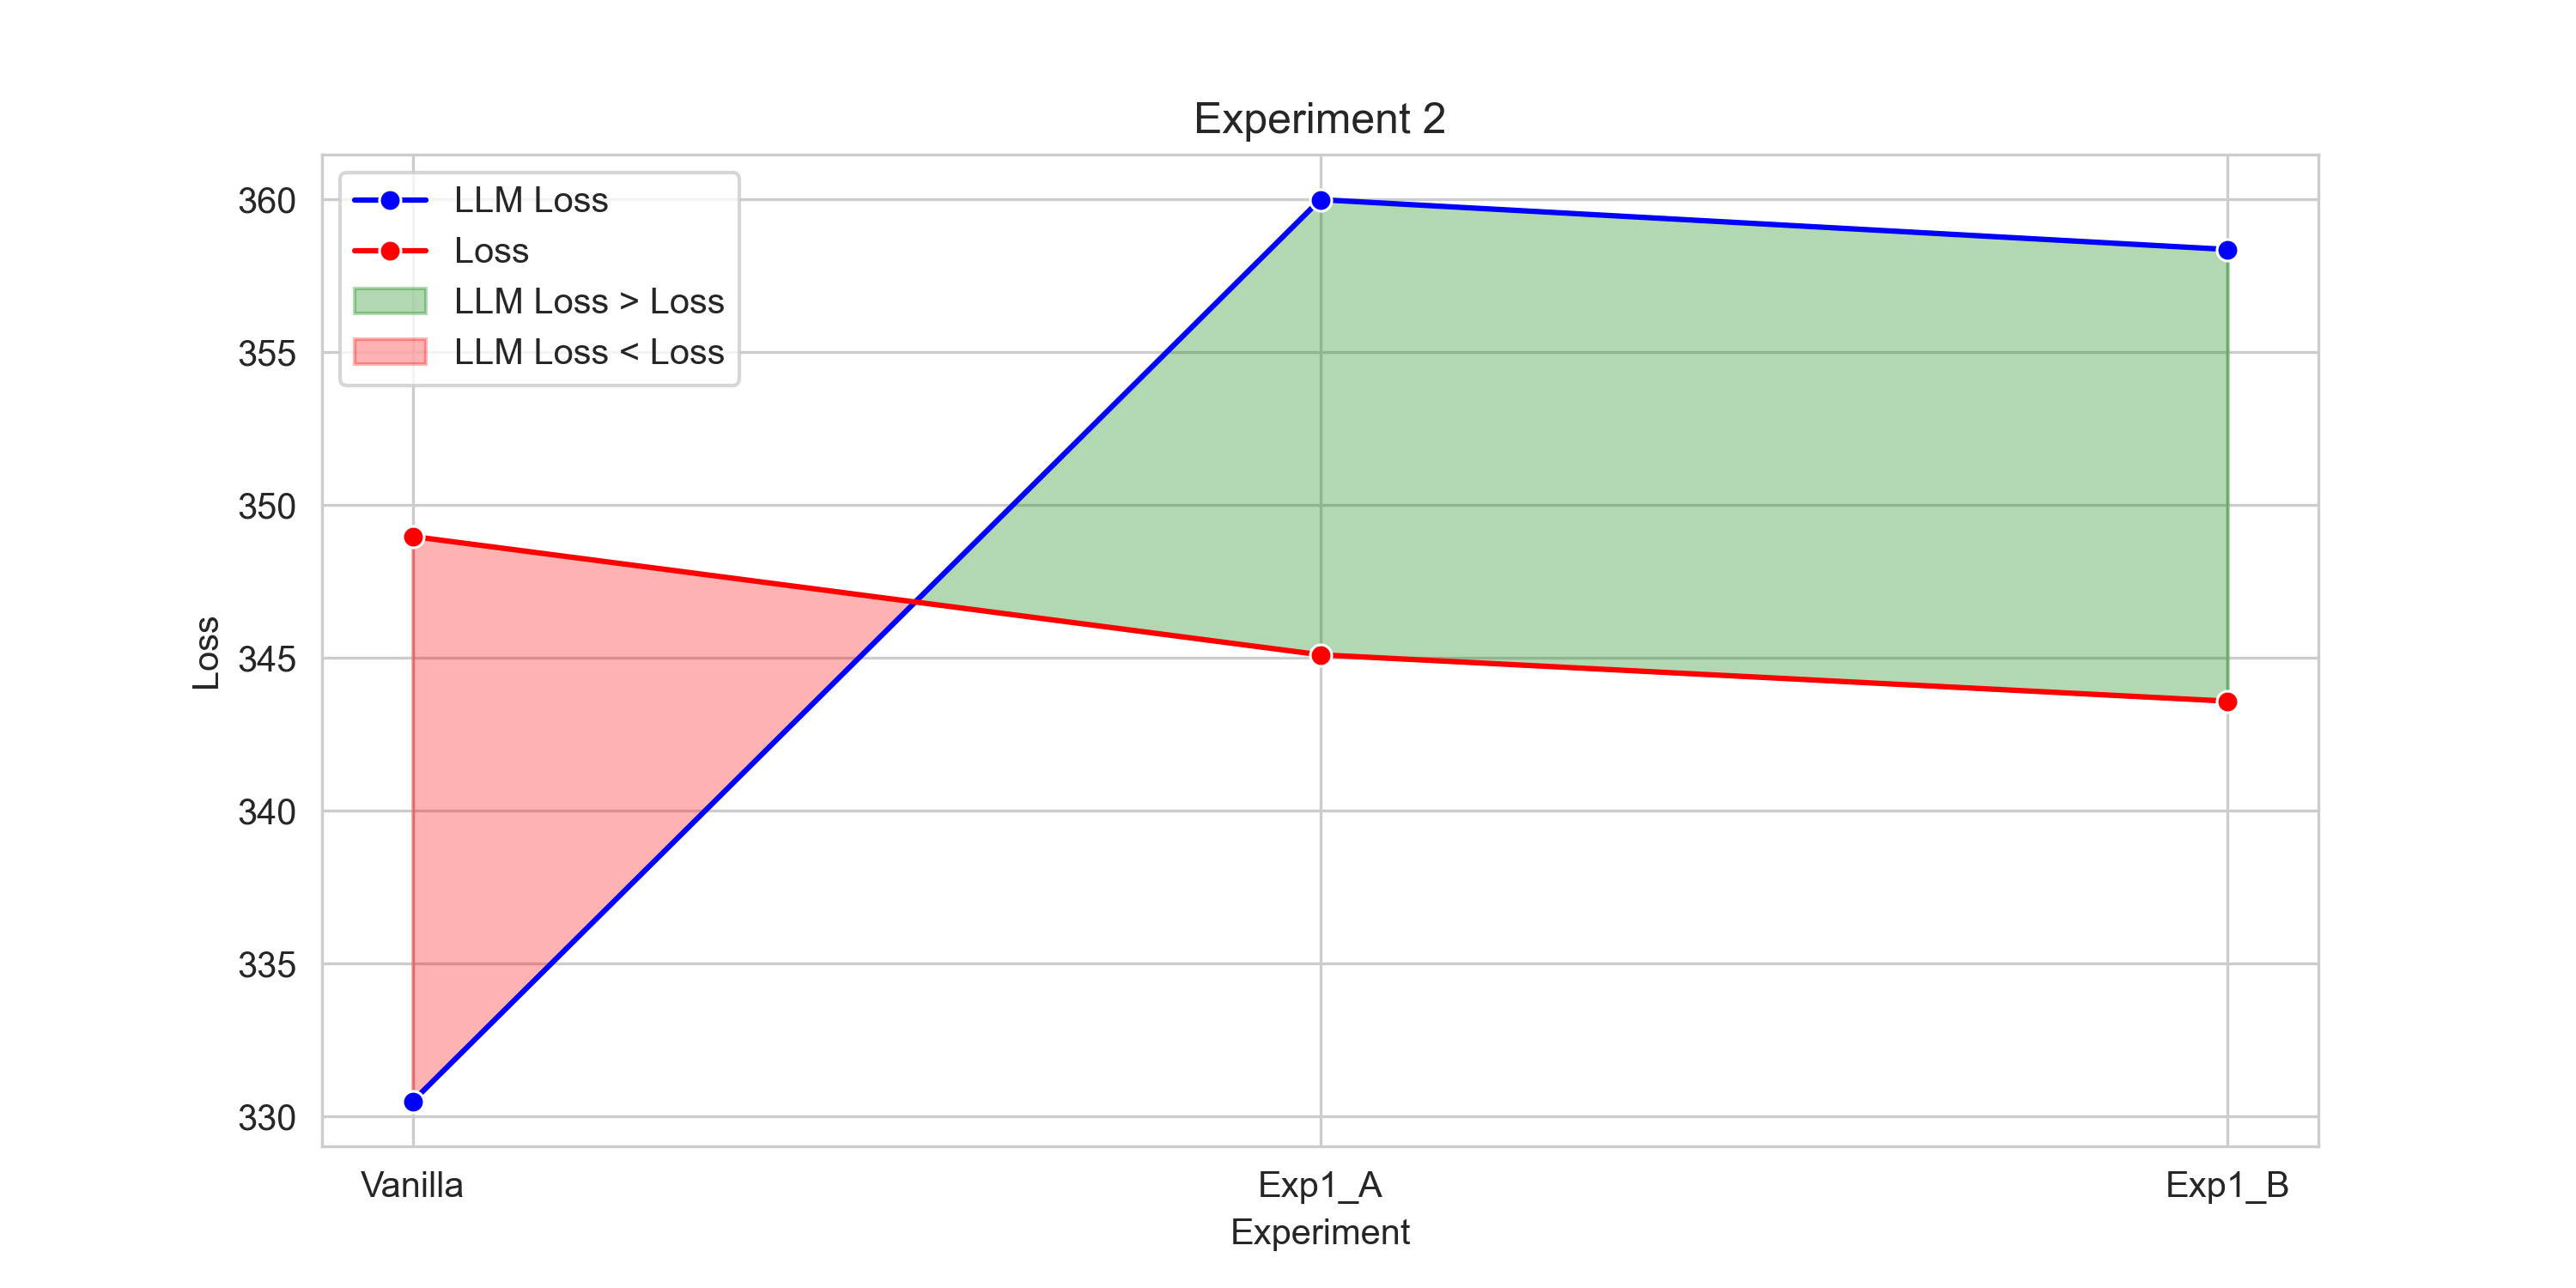 Experiment 2
LLM Loss
Loss
LLM Loss > Loss
LLM Loss < Loss
360
355
350
345
340
335
330
Loss
Vanilla
Exp1_A
Exp1_B
Experiment